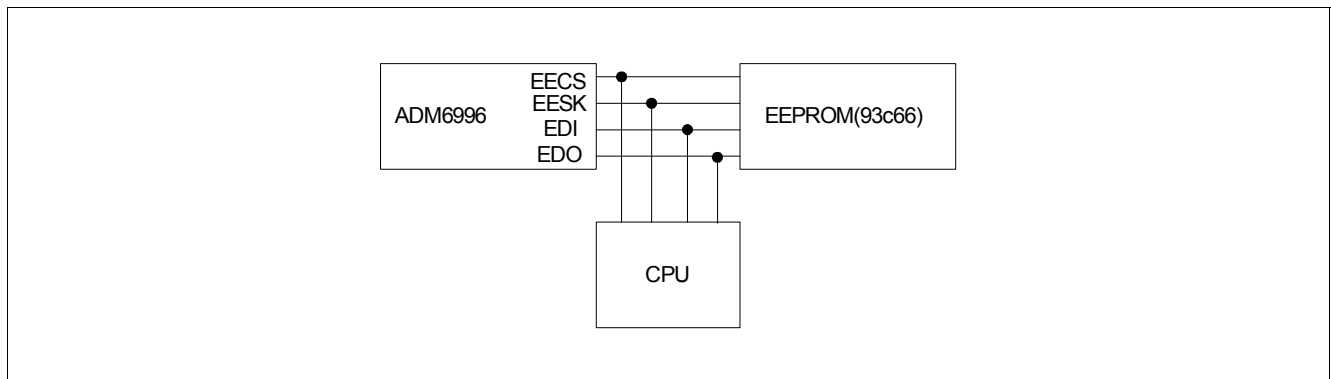 EECS
EESK
ADM6996
EEPROM(93c66)
EDI
EDO
CPU